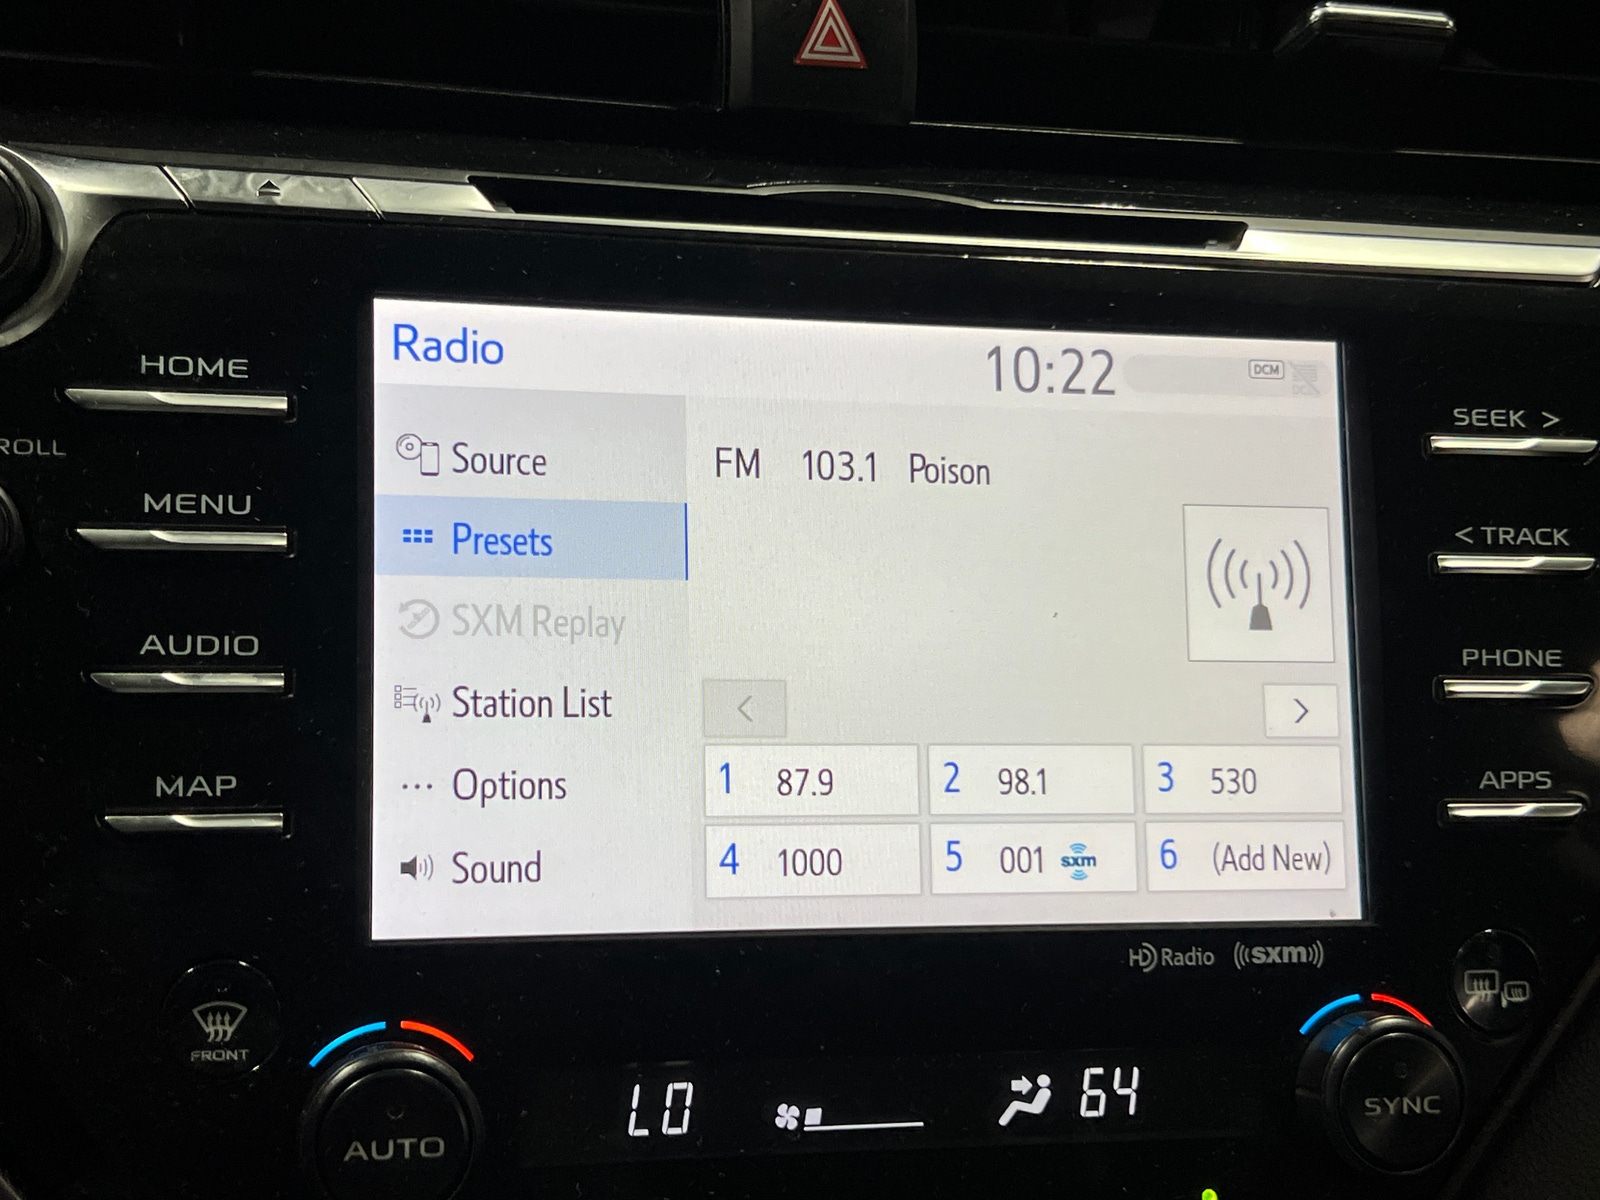 Radio
10:22
DCM
Source
FM 103.1 Poison
Presets
SXM Replay
Station List
<
>
Options
1 87.9
2 98.1
3 530
Sound
4 1000
5 001 sxm
6 (Add New)
HOME
ROLL
MENU
AUDIO
MAP
SEEK >
< TRACK
PHONE
APPS
HD Radio
((sxm))
FRONT
AUTO
LO
64
SYNC